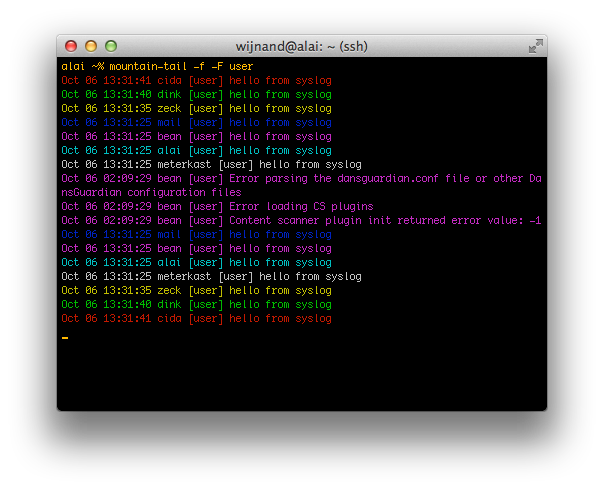 wijnand@alai: ~ (ssh)
alai ~% mountain-tail -f -F user
Oct 06 13:31:41 cida [user] hello from syslog
Oct 06 13:31:40 dink [user] hello from syslog
Oct 06 13:31:35 zeck [user] hello from syslog
Oct 06 13:31:25 mail [user] hello from syslog
Oct 06 13:31:25 bean [user] hello from syslog
Oct 06 13:31:25 alai [user] hello from syslog
Oct 06 13:31:25 meterkast [user] hello from syslog
Oct 06 02:09:29 bean [user] Error parsing the dansguardian.conf file or other Da
nsGuardian configuration files
Oct 06 02:09:29 bean [user] Error loading CS plugins
Oct 06 02:09:29 bean [user] Content scanner plugin init returned error value: -1
Oct 06 13:31:25 mail [user] hello from syslog
Oct 06 13:31:25 bean [user] hello from syslog
Oct 06 13:31:25 alai [user] hello from syslog
Oct 06 13:31:25 meterkast [user] hello from syslog
Oct 06 13:31:35 zeck [user] hello from syslog
Oct 06 13:31:40 dink [user] hello from syslog
Oct 06 13:31:41 cida [user] hello from syslog